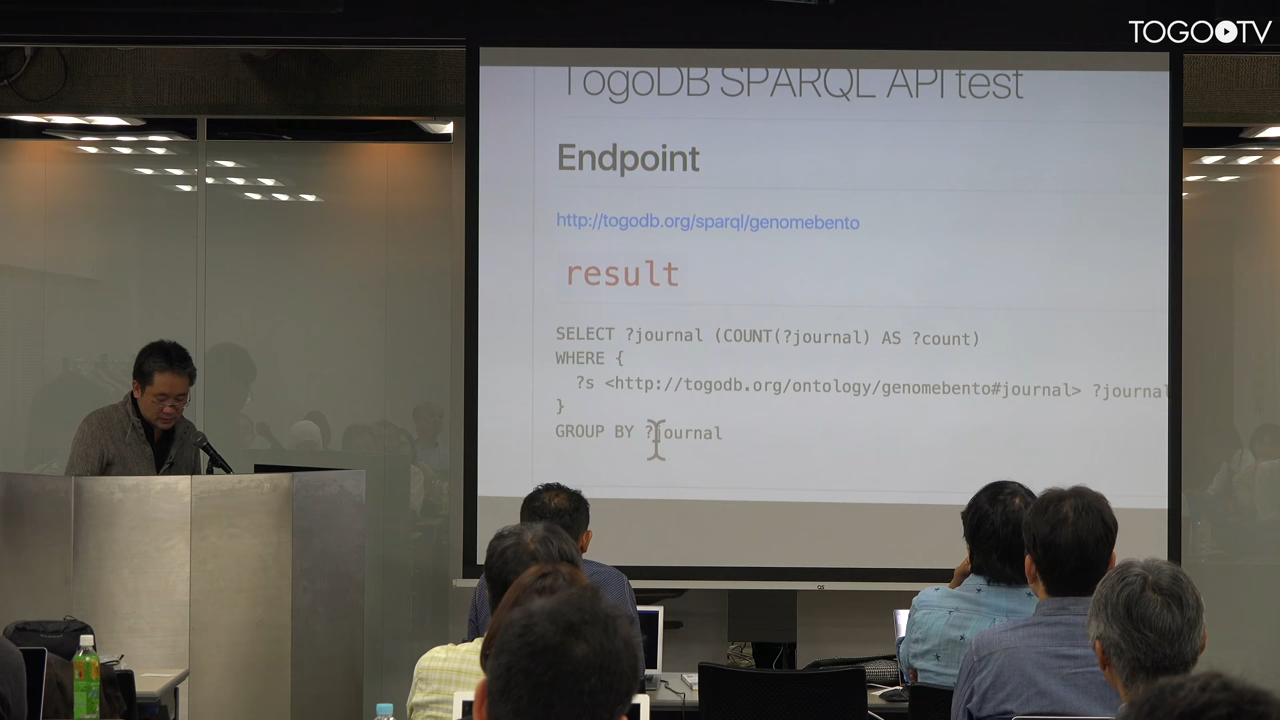 TOGO TV
TogoDB SPARQL API test
Endpoint
http://togodb.org/sparql/genomebento
result
SELECT ?journal (COUNT(?journal) AS ?count)
WHERE {
?s <http://togodb.org/ontology/genomebento#journal> ?journal
}
GROUP BY ?journal